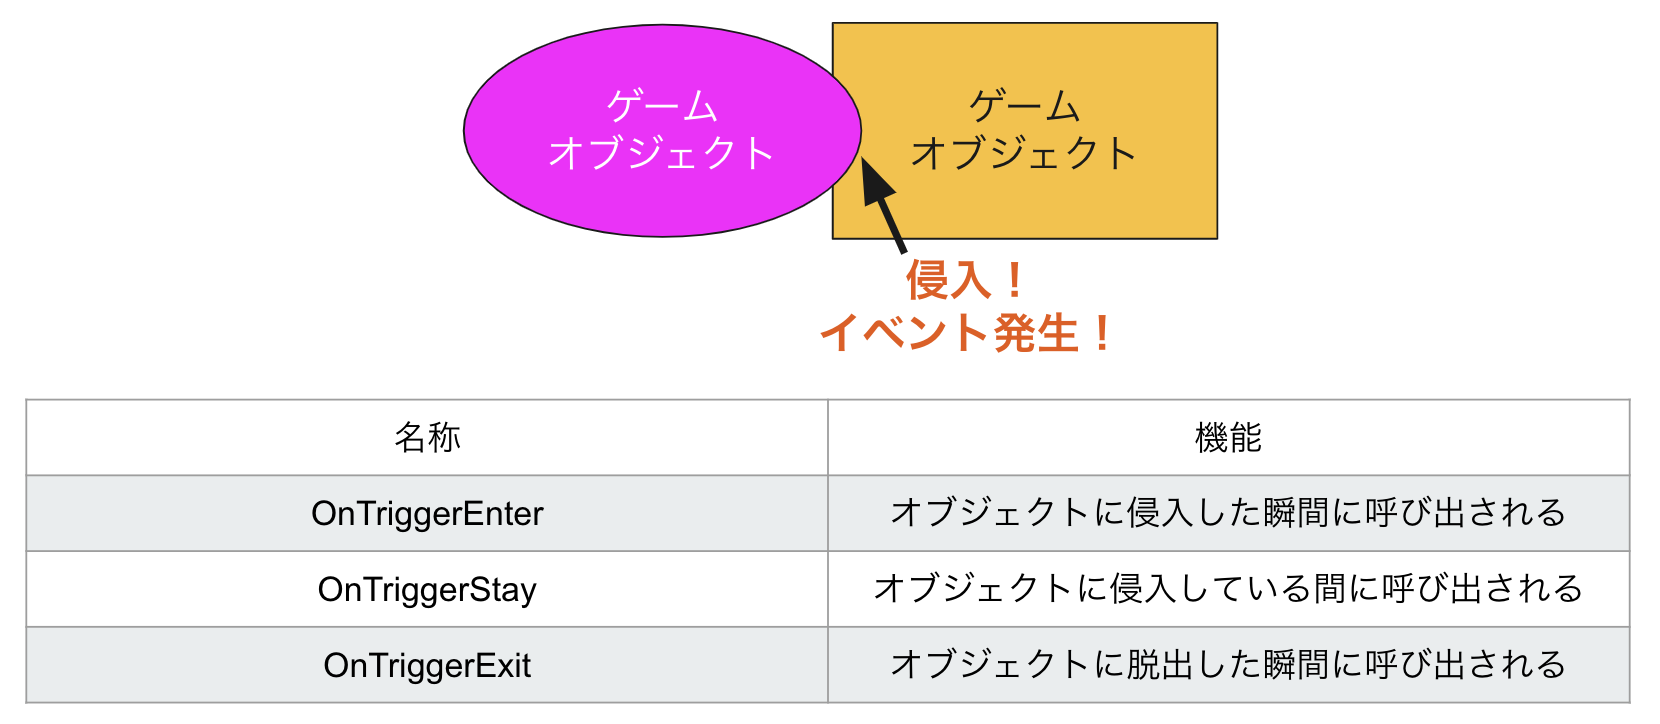 ゲーム
オブジェクト
ゲーム
オブジェクト
侵入！
イベント発生！
名称
機能
OnTriggerEnter
オブジェクトに侵入した瞬間に呼び出される
OnTriggerStay
オブジェクトに侵入している間に呼び出される
OnTriggerExit
オブジェクトに脱出した瞬間に呼び出される